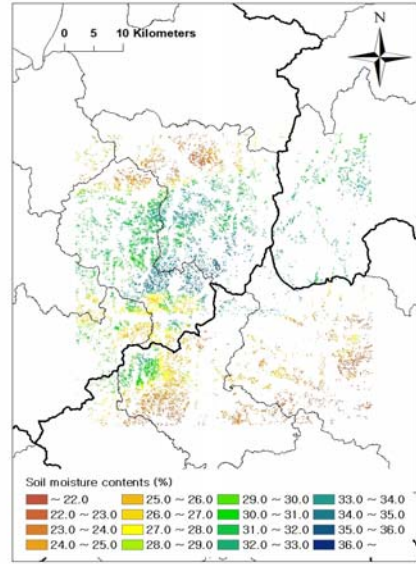 N
0 5 10 Kilometers
Soil moisture contents (%)
~ 22.0 25.0 ~ 26.0 29.0 ~ 30.0 33.0 ~ 34.0
22.0 ~ 23.0 26.0 ~ 27.0 30.0 ~ 31.0 34.0 ~ 35.0
23.0 ~ 24.0 27.0 ~ 28.0 31.0 ~ 32.0 35.0 ~ 36.0
24.0 ~ 25.0 28.0 ~ 29.0 32.0 ~ 33.0 36.0 ~